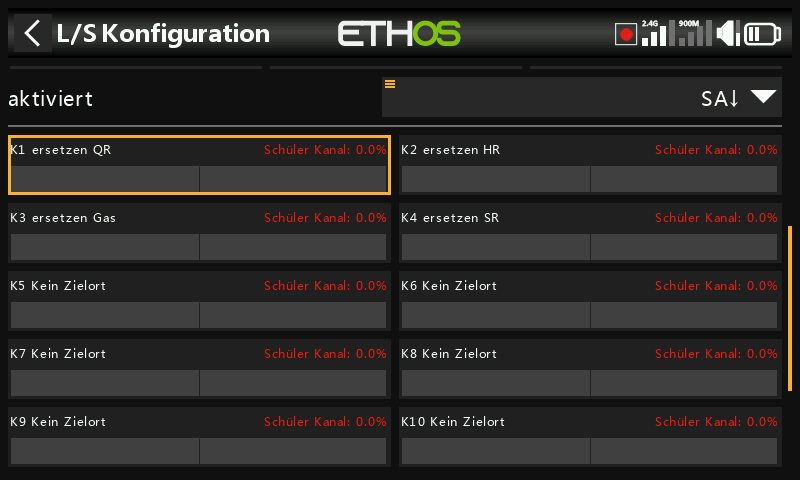 L/S Konfiguration
ETHOS
2.4G
900M
aktiviert
SA↓
K1 ersetzen QR
Schüler Kanal: 0.0%
K2 ersetzen HR
Schüler Kanal: 0.0%
K3 ersetzen Gas
Schüler Kanal: 0.0%
K4 ersetzen SR
Schüler Kanal: 0.0%
K5 Kein Zielort
Schüler Kanal: 0.0%
K6 Kein Zielort
Schüler Kanal: 0.0%
K7 Kein Zielort
Schüler Kanal: 0.0%
K8 Kein Zielort
Schüler Kanal: 0.0%
K9 Kein Zielort
Schüler Kanal: 0.0%
K10 Kein Zielort
Schüler Kanal: 0.0%